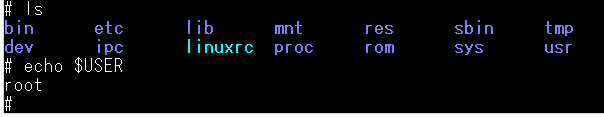 # ls
bin etc lib mnt res sbin tmp
dev ipc linuxrc proc rom sys usr
# echo $USER
root
#